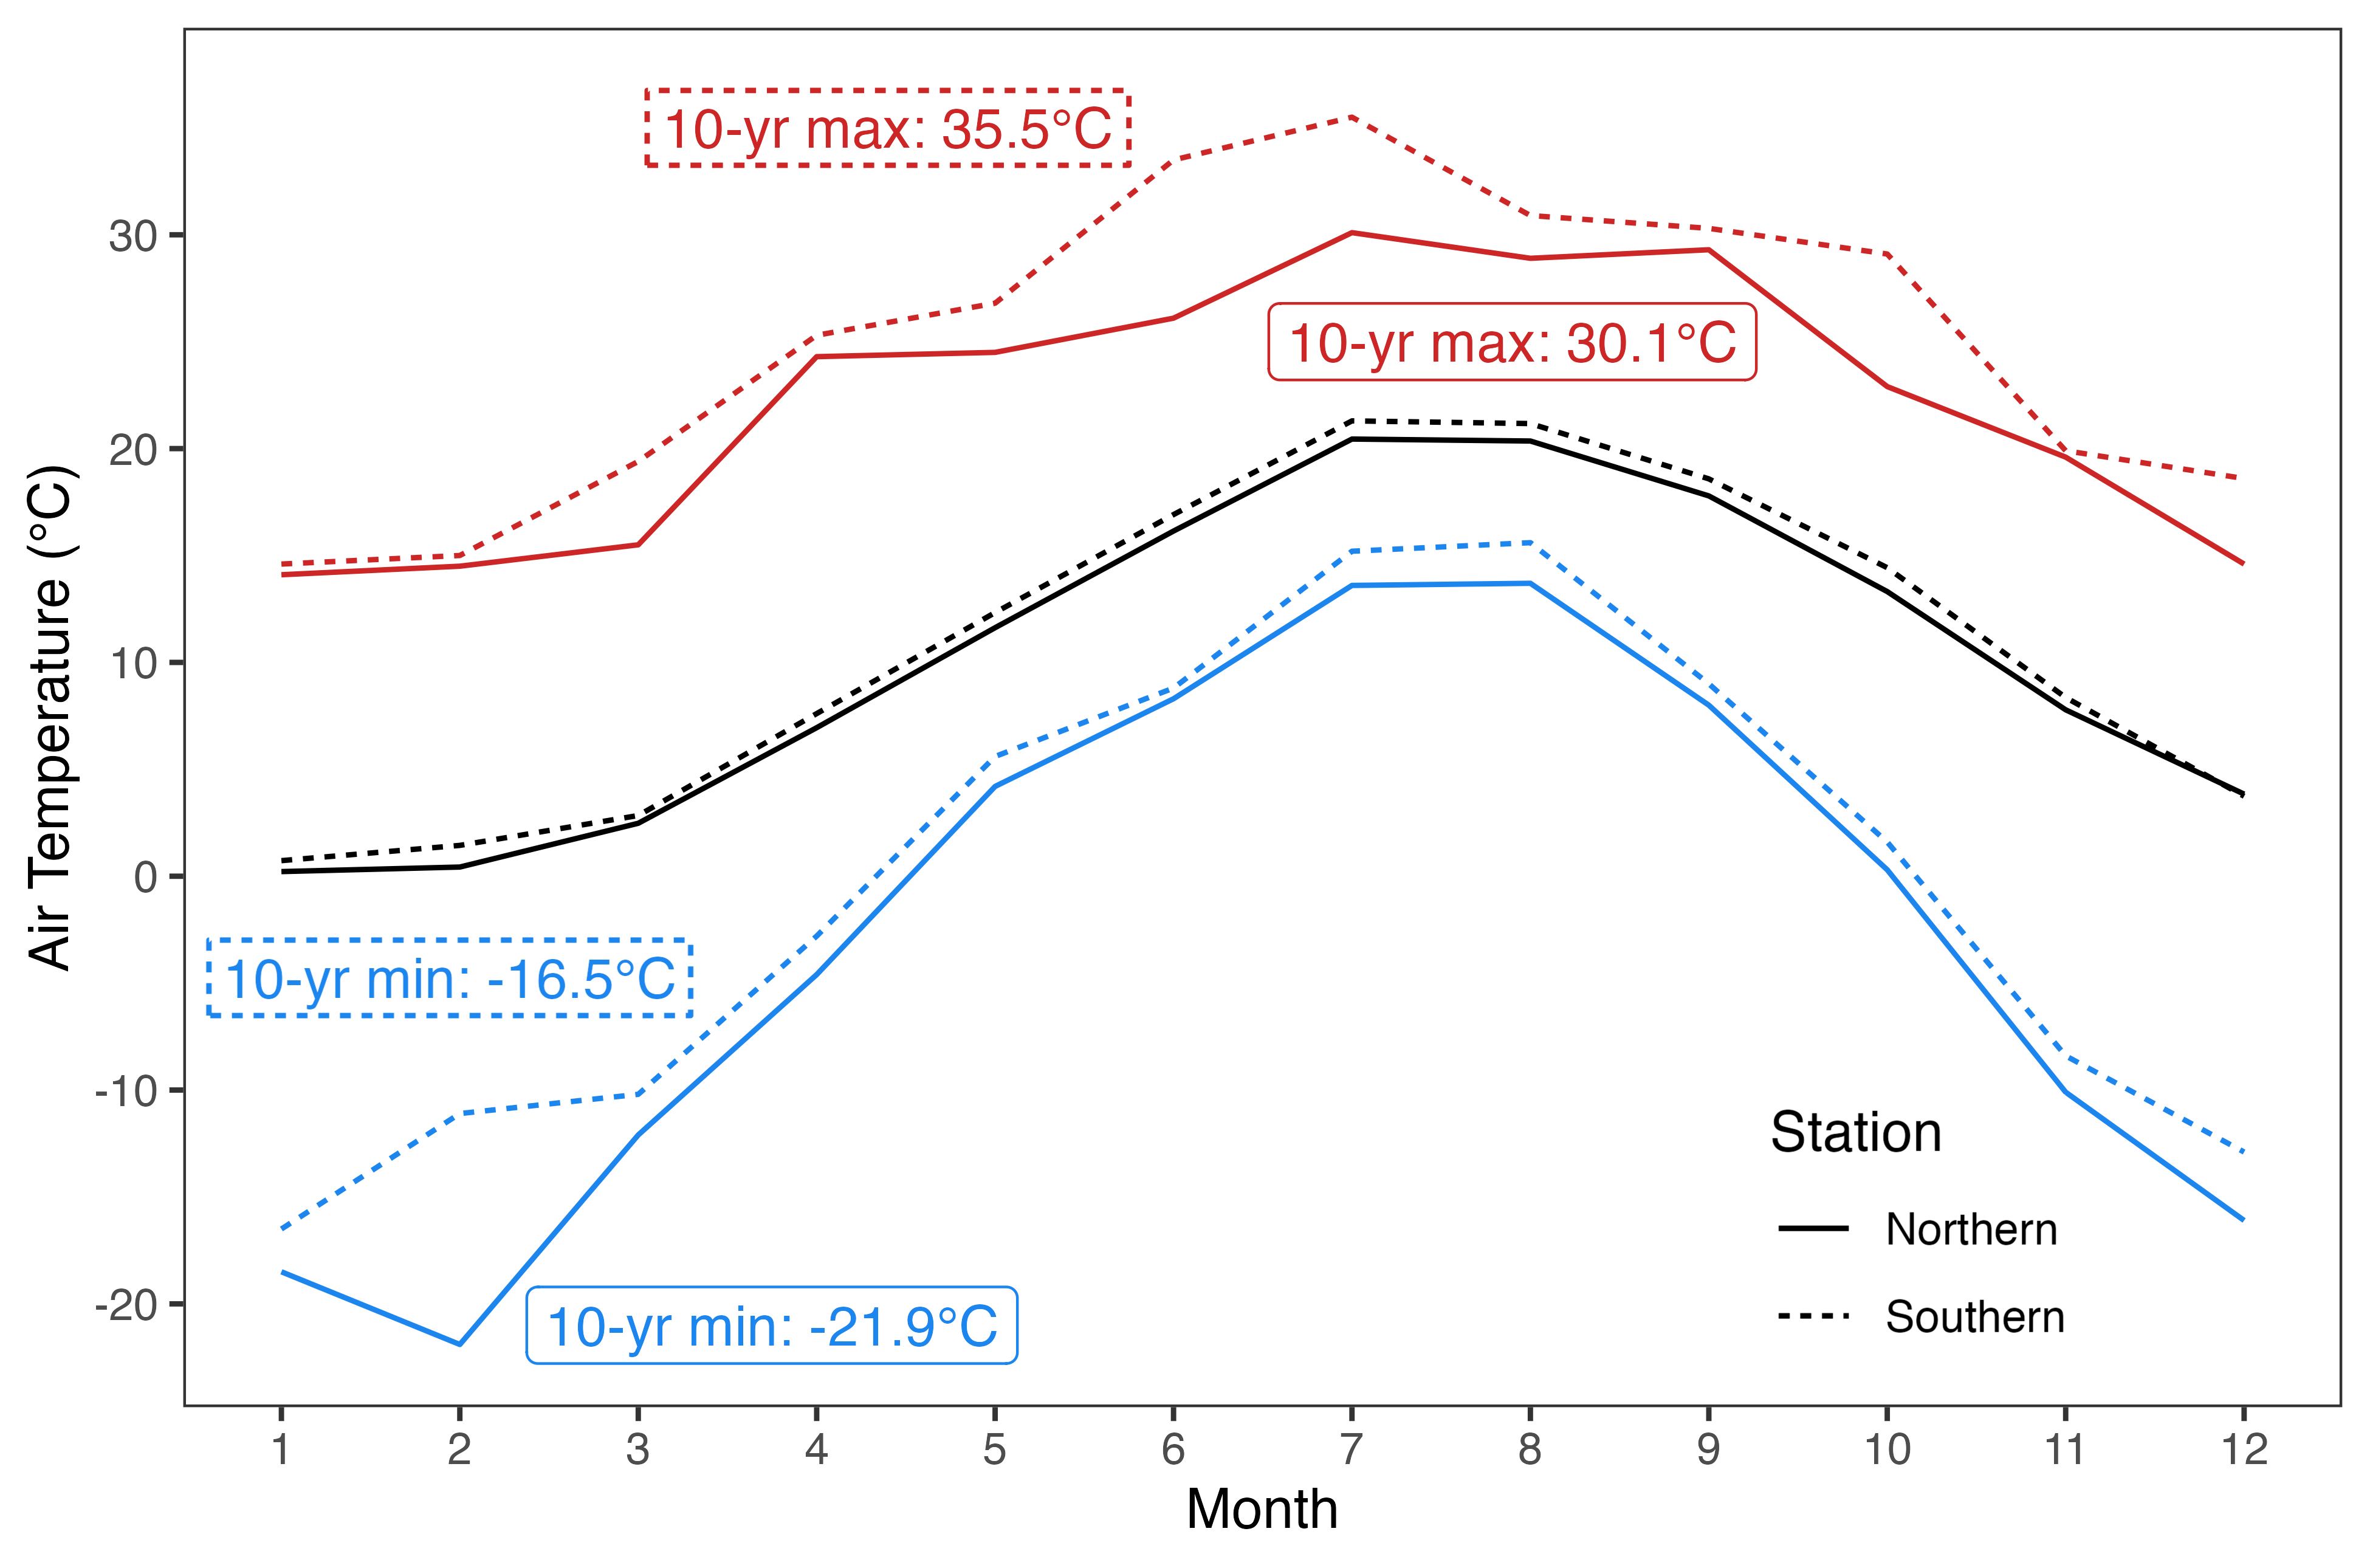 10-yr max: 35.5°C
10-yr max: 30.1°C
10-yr min: -16.5°C
10-yr min: -21.9°C
Air Temperature (°C)
30
20
10
0
-10
-20
Station
Northern
Southern
1 2 3 4 5 6 7 8 9 10 11 12
Month